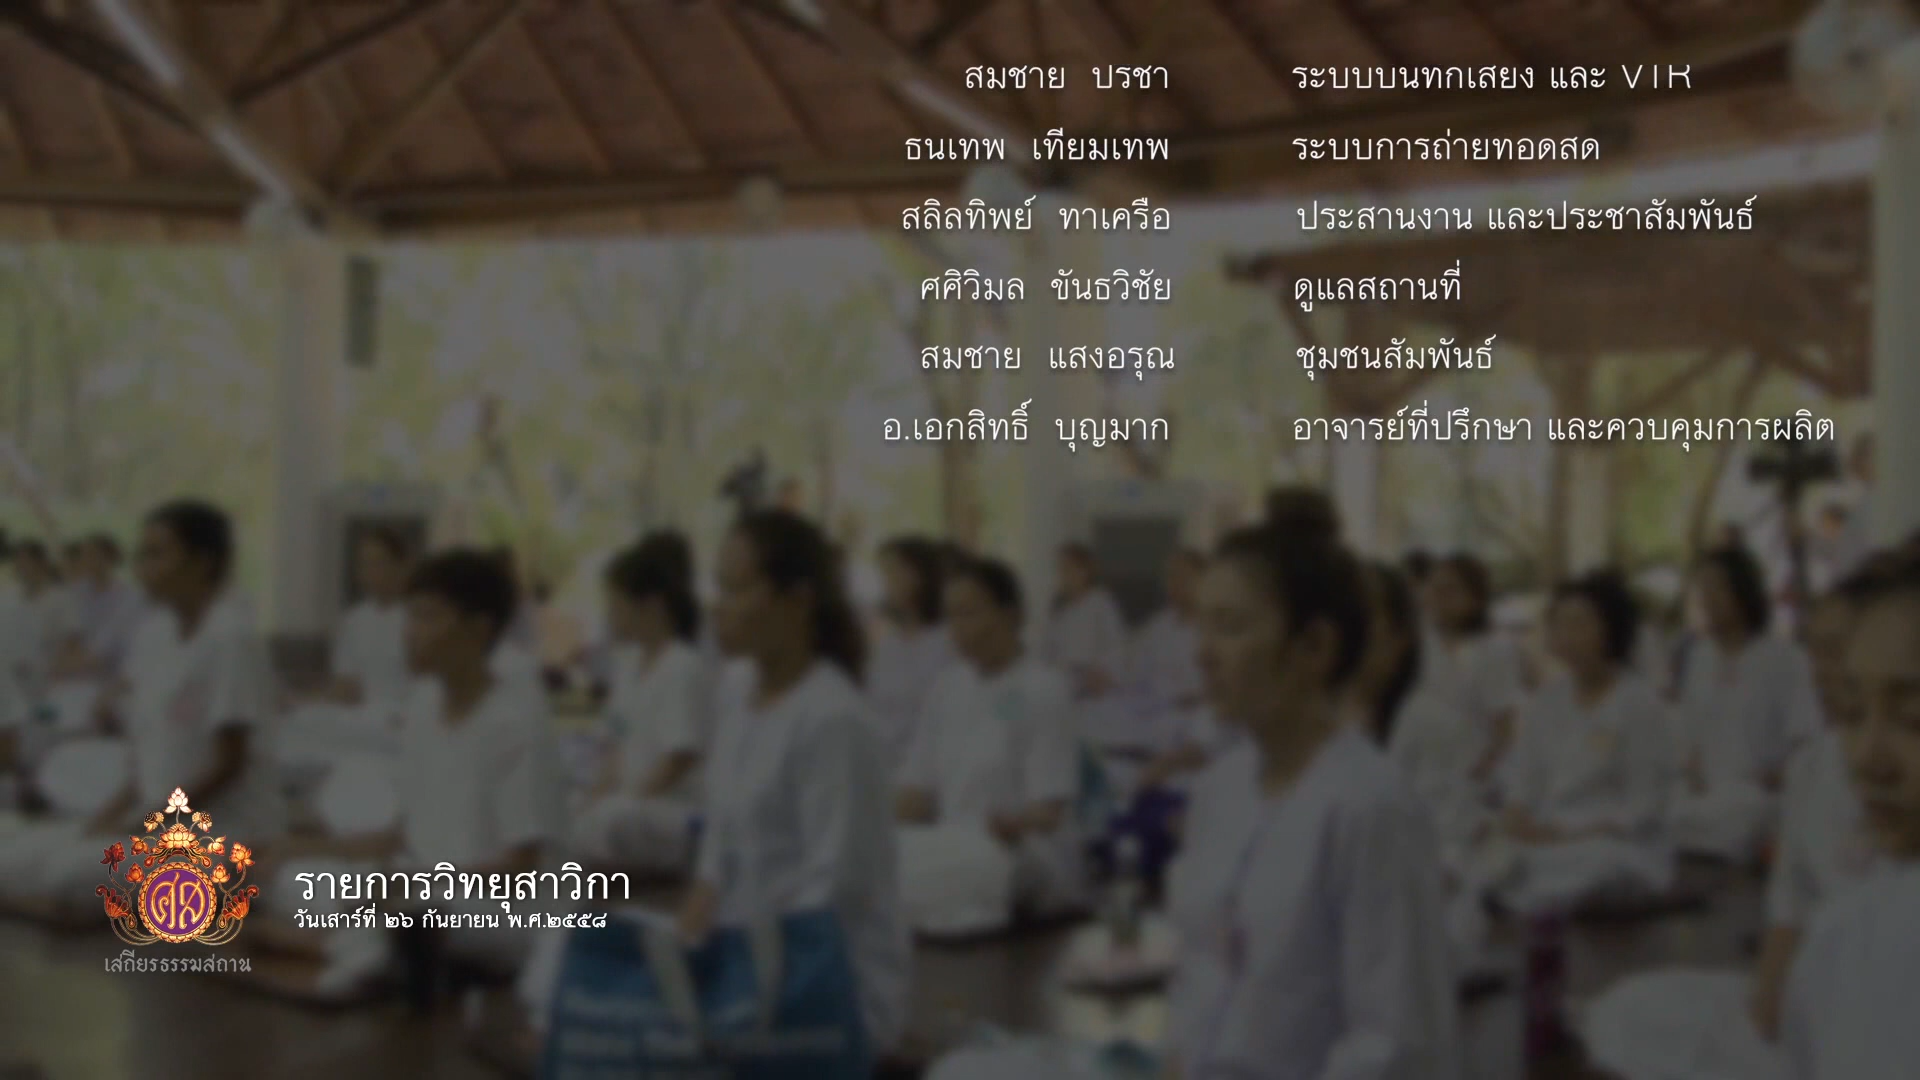 สมชาย ปรีชา ระบบบันทึกเสียง และ VTR
ธนเทพ เทียมเทพ ระบบการถ่ายทอดสด
สลิลทิพย์ ทาเครือ ประสานงาน และประชาสัมพันธ์
ศศิวิมล ขันธวิชัย ดูแลสถานที่
สมชาย แสงอรุณ ชุมชนสัมพันธ์
อ.เอกสิทธิ์ บุญมาก อาจารย์ที่ปรึกษา และควบคุมการผลิต
ศส
รายการวิทยุสาวิกา
วันเสาร์ที่ ๒๖ กันยายน พ.ศ.๒๕๕๘
เสถียรธรรมสถาน